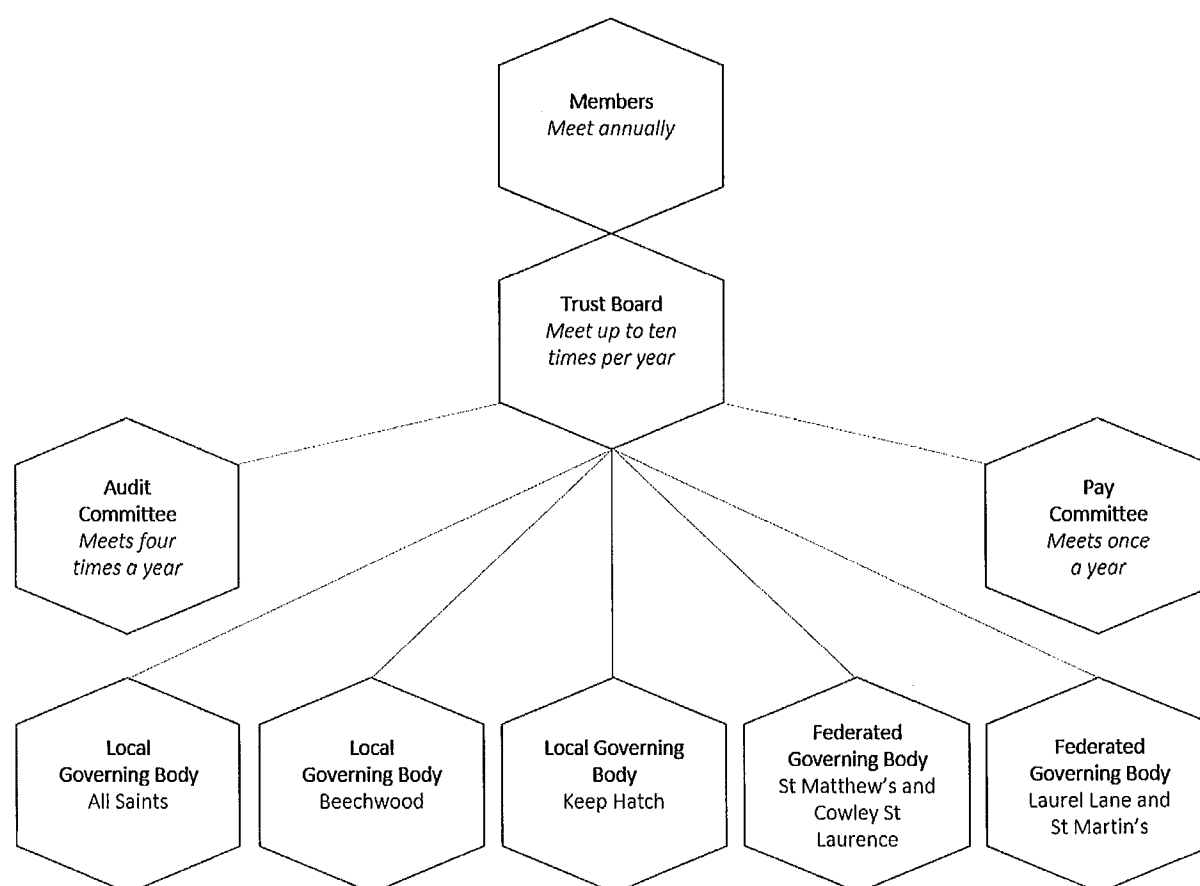 Members
Meet annually
Trust Board
Meet up to ten
times per year
Audit
Committee
Meets four
times a year
Pay
Committee
Meets once
a year
Local
Governing Body
All Saints
Local
Governing Body
Beechwood
Local Governing
Body
Keep Hatch
Federated
Governing Body
St Matthew's and
Cowley St
Laurence
Federated
Governing Body
Laurel Lane and
St Martin's